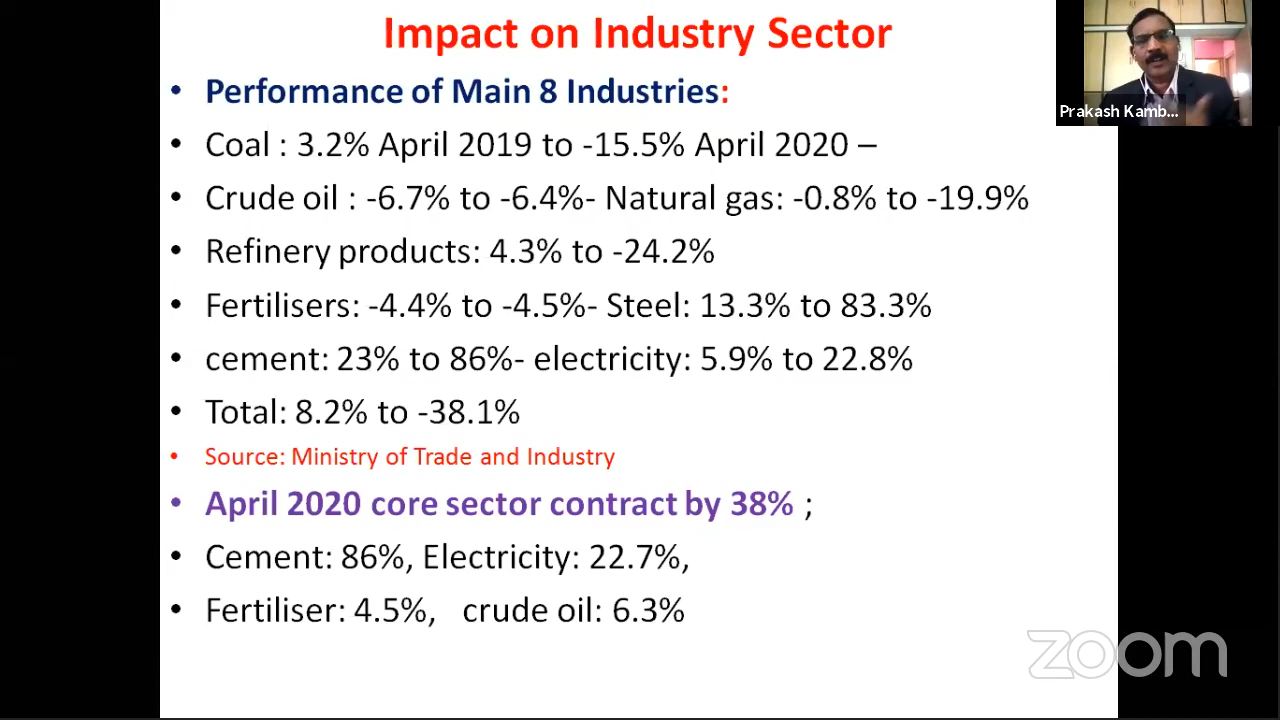 Impact on Industry Sector
Prakash Kamb...
• Performance of Main 8 Industries:
• Coal : 3.2% April 2019 to -15.5% April 2020 –
• Crude oil : -6.7% to -6.4%- Natural gas: -0.8% to -19.9%
• Refinery products: 4.3% to -24.2%
• Fertilisers: -4.4% to -4.5%- Steel: 13.3% to 83.3%
• cement: 23% to 86%- electricity: 5.9% to 22.8%
• Total: 8.2% to -38.1%
• Source: Ministry of Trade and Industry
• April 2020 core sector contract by 38% ;
• Cement: 86%, Electricity: 22.7%,
• Fertiliser: 4.5%, crude oil: 6.3%
zoom